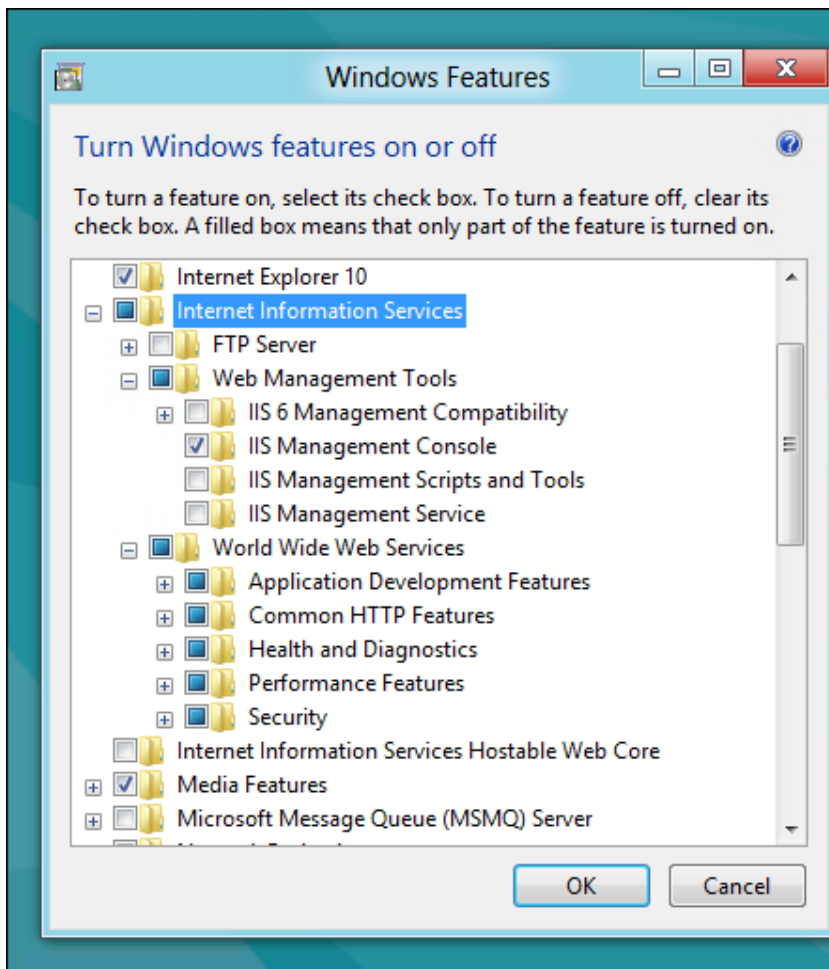 Windows Features
Turn Windows features on or off
To turn a feature on, select its check box. To turn a feature off, clear its
check box. A filled box means that only part of the feature is turned on.
Internet Explorer 10
Internet Information Services
FTP Server
Web Management Tools
IIS 6 Management Compatibility
IIS Management Console
IIS Management Scripts and Tools
IIS Management Service
World Wide Web Services
Application Development Features
Common HTTP Features
Health and Diagnostics
Performance Features
Security
Internet Information Services Hostable Web Core
Media Features
Microsoft Message Queue (MSMQ) Server
OK Cancel